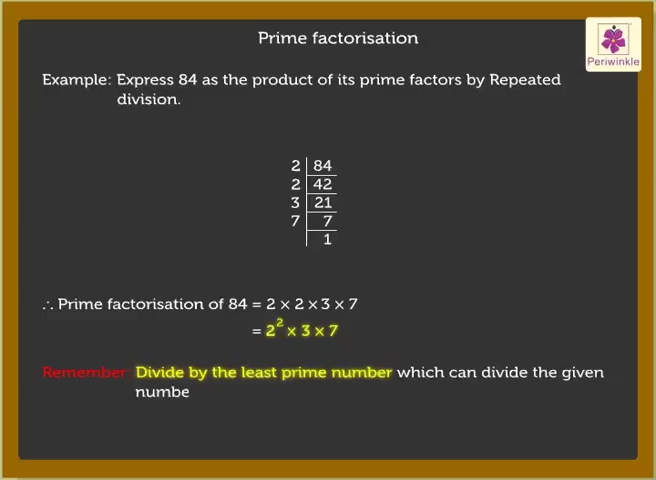 Prime factorisation
Periwinkle
Example: Express 84 as the product of its prime factors by Repeated
division.
2 84
2 42
3 21
7 7
1
∴ Prime factorisation of 84 = 2 × 2 × 3 × 7
= 2² × 3 × 7
Remember: Divide by the least prime number which can divide the given
numbe